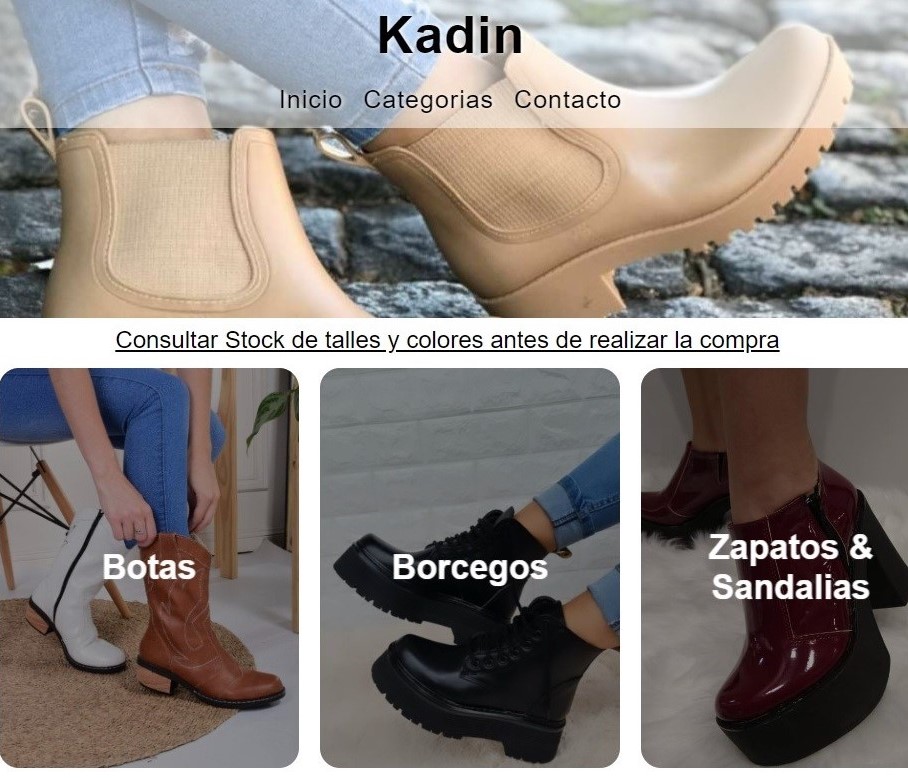 Kadin
Inicio Categorias Contacto
Consultar Stock de talles y colores antes de realizar la compra
Botas
Borcegos
Zapatos &
Sandalias